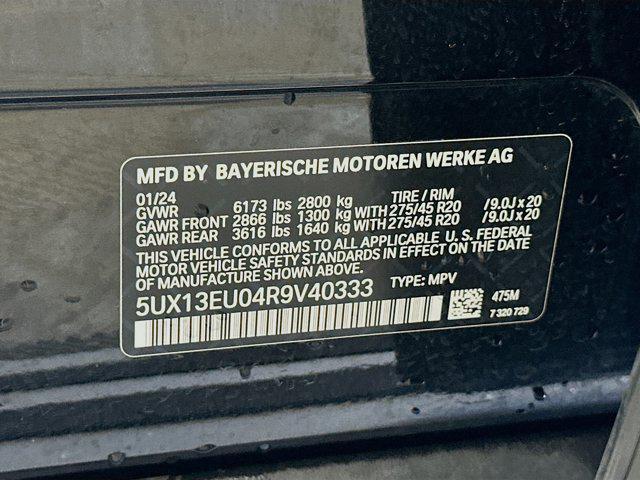 MFD BY BAYERISCHE MOTOREN WERKE AG
01/24 TIRE / RIM
GVWR 6173 lbs 2800 kg
GAWR FRONT 2866 lbs 1300 kg WITH 275/45 R20 /9.0J x 20
GAWR REAR 3616 lbs 1640 kg WITH 275/45 R20 /9.0J x 20
THIS VEHICLE CONFORMS TO ALL APPLICABLE U. S. FEDERAL
MOTOR VEHICLE SAFETY STANDARDS IN EFFECT ON THE DATE
OF MANUFACTURE SHOWN ABOVE.
5UX13EU04R9V40333 TYPE: MPV
475M
7 320 729